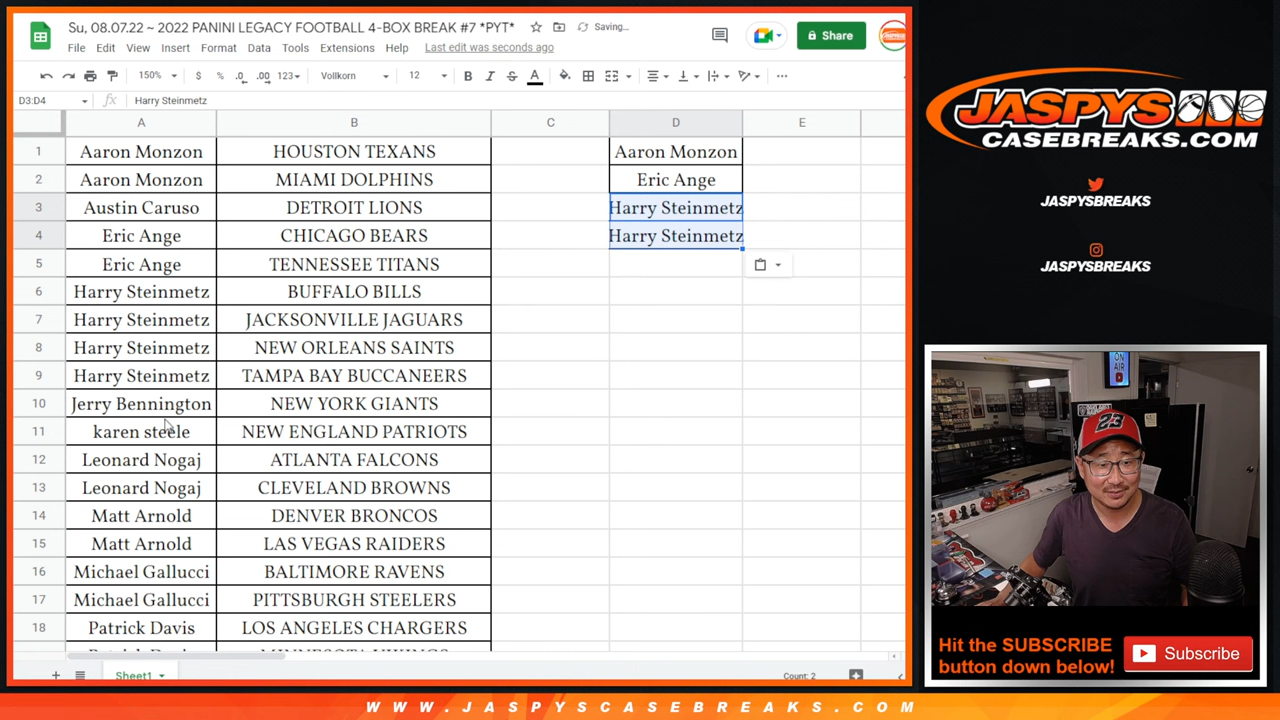 Su, 08.07.22 ~ 2022 PANINI LEGACY FOOTBALL 4-BOX BREAK #7 *PYT*
Saving...
File Edit View Insert Format Data Tools Extensions Help Last edit was seconds ago
Share
150% $ % .0 .00 123 Vollkorn 12 B I S A
D3:D4 fx Harry Steinmetz
A B C D E
1 Aaron Monzon HOUSTON TEXANS Aaron Monzon
2 Aaron Monzon MIAMI DOLPHINS Eric Ange
3 Austin Caruso DETROIT LIONS Harry Steinmetz
4 Eric Ange CHICAGO BEARS Harry Steinmetz
5 Eric Ange TENNESSEE TITANS
6 Harry Steinmetz BUFFALO BILLS
7 Harry Steinmetz JACKSONVILLE JAGUARS
8 Harry Steinmetz NEW ORLEANS SAINTS
9 Harry Steinmetz TAMPA BAY BUCCANEERS
10 Jerry Bennington NEW YORK GIANTS
11 karen steele NEW ENGLAND PATRIOTS
12 Leonard Nogaj ATLANTA FALCONS
13 Leonard Nogaj CLEVELAND BROWNS
14 Matt Arnold DENVER BRONCOS
15 Matt Arnold LAS VEGAS RAIDERS
16 Michael Gallucci BALTIMORE RAVENS
17 Michael Gallucci PITTSBURGH STEELERS
18 Patrick Davis LOS ANGELES CHARGERS
Patrick Davis MINNESOTA VIKINGS
Sheet1
Count: 2
JASPYS
CASEBREAKS.COM
JASPYSBREAKS
JASPYSBREAKS
ON AIR
23
Hit the SUBSCRIBE
button down below!
Subscribe
WWW.JASPYSCASEBREAKS.COM